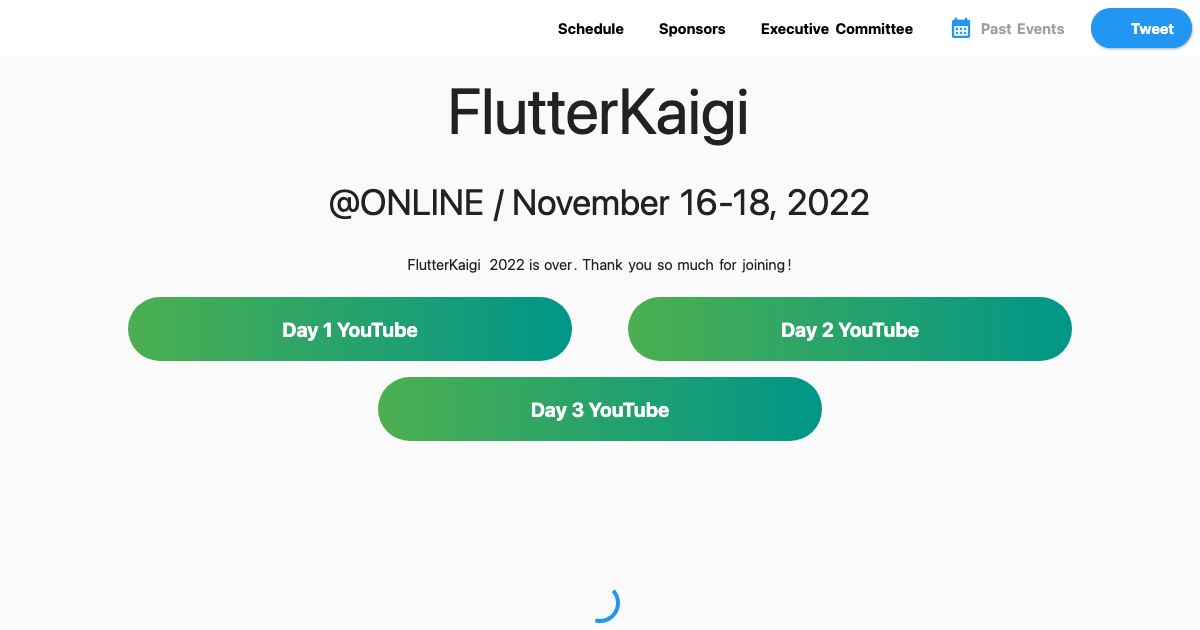 Schedule Sponsors Executive Committee Past Events Tweet
FlutterKaigi
@ONLINE / November 16-18, 2022
FlutterKaigi 2022 is over. Thank you so much for joining!
Day 1 YouTube Day 2 YouTube
Day 3 YouTube